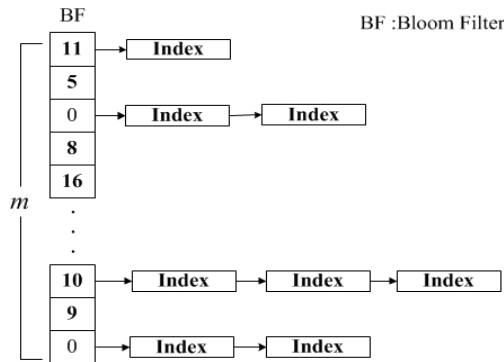 BF
BF :Bloom Filter
11 Index
5
0 Index Index
8
16
m
.
.
.
10 Index Index Index
9
0 Index Index